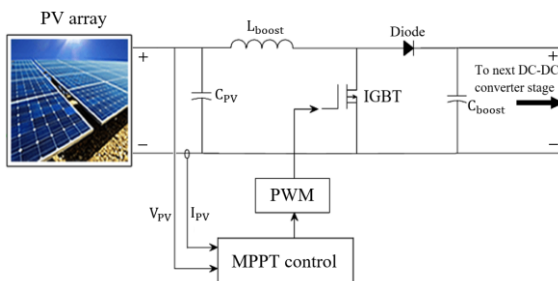 PV array
L_boost
Diode
+
+
+
C_PV
IGBT
C_boost
To next DC-DC
converter stage
−
−
−
PWM
V_PV
I_PV
MPPT control